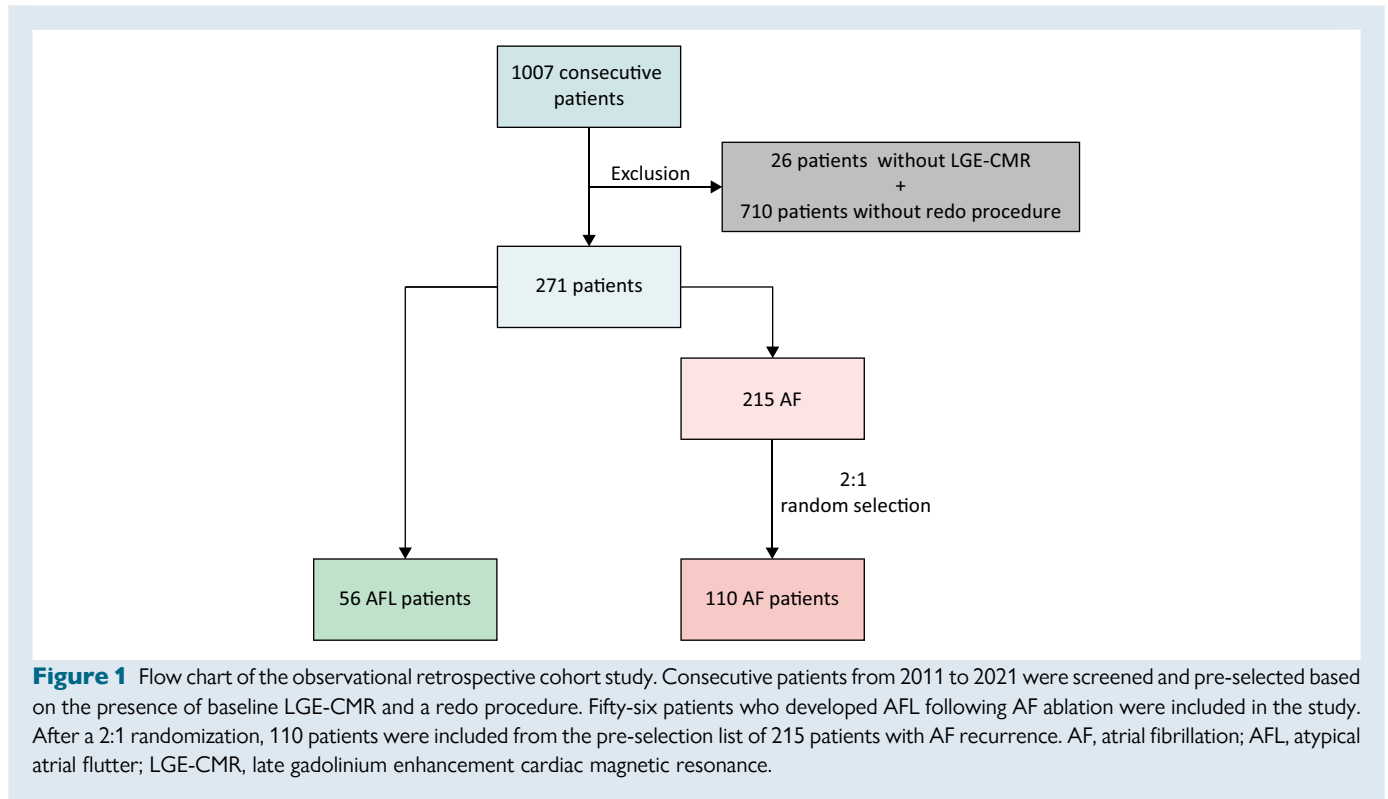 1007 consecutive
patients
Exclusion
26 patients without LGE-CMR
+
710 patients without redo procedure
271 patients
215 AF
2:1
random selection
56 AFL patients
110 AF patients
Figure 1 Flow chart of the observational retrospective cohort study. Consecutive patients from 2011 to 2021 were screened and pre-selected based
on the presence of baseline LGE-CMR and a redo procedure. Fifty-six patients who developed AFL following AF ablation were included in the study.
After a 2:1 randomization, 110 patients were included from the pre-selection list of 215 patients with AF recurrence. AF, atrial fibrillation; AFL, atypical
atrial flutter; LGE-CMR, late gadolinium enhancement cardiac magnetic resonance.